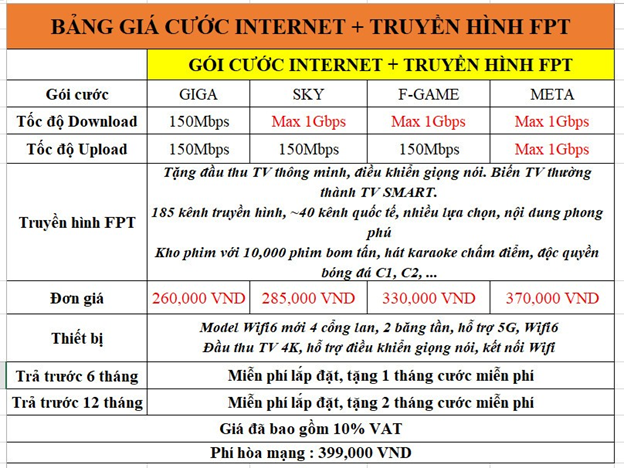 BẢNG GIÁ CƯỚC INTERNET + TRUYỀN HÌNH FPT
GÓI CƯỚC INTERNET + TRUYỀN HÌNH FPT
Gói cước GIGA SKY F-GAME META
Tốc độ Download 150Mbps Max 1Gbps Max 1Gbps Max 1Gbps
Tốc độ Upload 150Mbps 150Mbps 150Mbps Max 1Gbps
Truyền hình FPT
Tặng đầu thu TV thông minh, điều khiển giọng nói. Biến TV thường
thành TV SMART.
185 kênh truyền hình, ~40 kênh quốc tế, nhiều lựa chọn, nội dung phong
phú
Kho phim với 10,000 phim bom tấn, hát karaoke chấm điểm, độc quyền
bóng đá C1, C2, ...
Đơn giá 260,000 VND 285,000 VND 330,000 VND 370,000 VND
Thiết bị
Model Wifi6 mới 4 cổng lan, 2 băng tần, hỗ trợ 5G, Wifi6
Đầu thu TV 4K, hỗ trợ điều khiển giọng nói, kết nối Wifi
Trả trước 6 tháng Miễn phí lắp đặt, tặng 1 tháng cước miễn phí
Trả trước 12 tháng Miễn phí lắp đặt, tặng 2 tháng cước miễn phí
Giá đã bao gồm 10% VAT
Phí hòa mạng : 399,000 VND